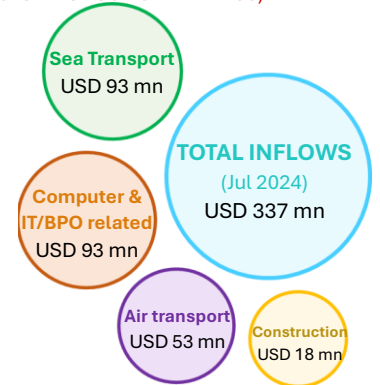 Sea Transport
USD 93 mn
TOTAL INFLOWS
(Jul 2024)
USD 337 mn
Computer &
IT/BPO related
USD 93 mn
Air transport
USD 53 mn
Construction
USD 18 mn